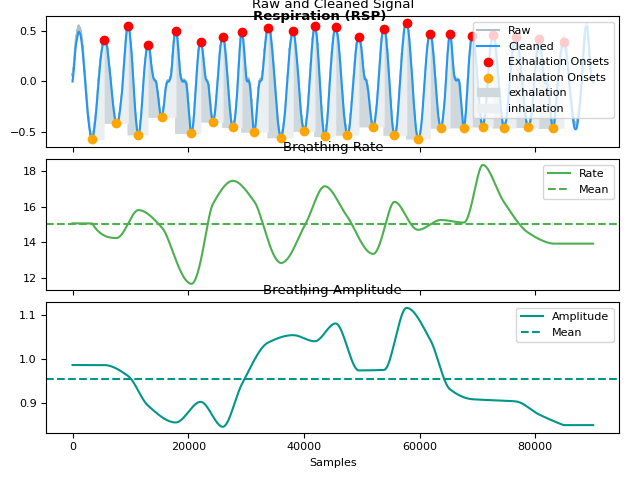 Raw and Cleaned Signal
Respiration (RSP)
0.5
0.0
−0.5
Raw
Cleaned
Exhalation Onsets
Inhalation Onsets
exhalation
inhalation
Breathing Rate
18
16
14
12
Rate
Mean
Breathing Amplitude
1.1
1.0
0.9
Amplitude
Mean
0 20000 40000 60000 80000
Samples